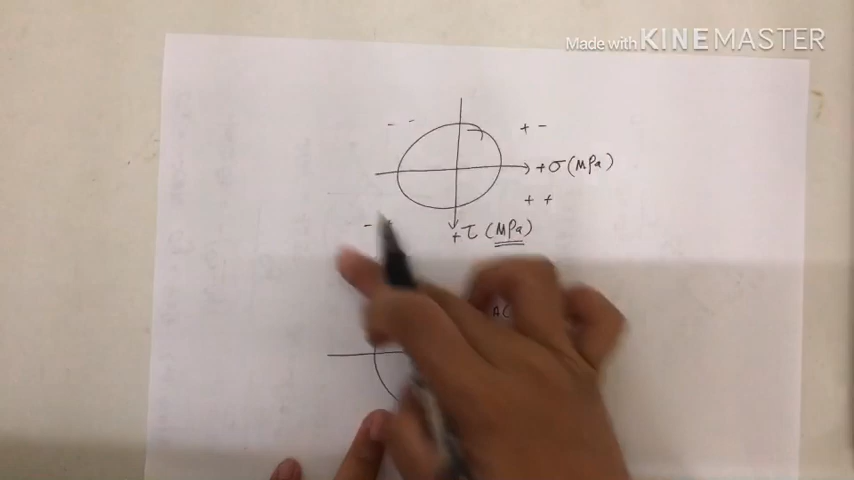 Made with KINEMASTER
- -
+ -
+ σ (MPa)
+ +
-
+ τ (MPa)
A(